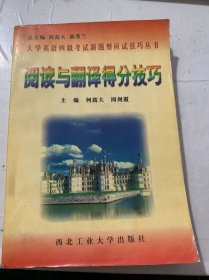 总主编 何高大 郭秀兰
大学英语四级考试新题型应试技巧丛书
阅读与翻译得分技巧
主编 何高大 周剑霞
西北工业大学出版社